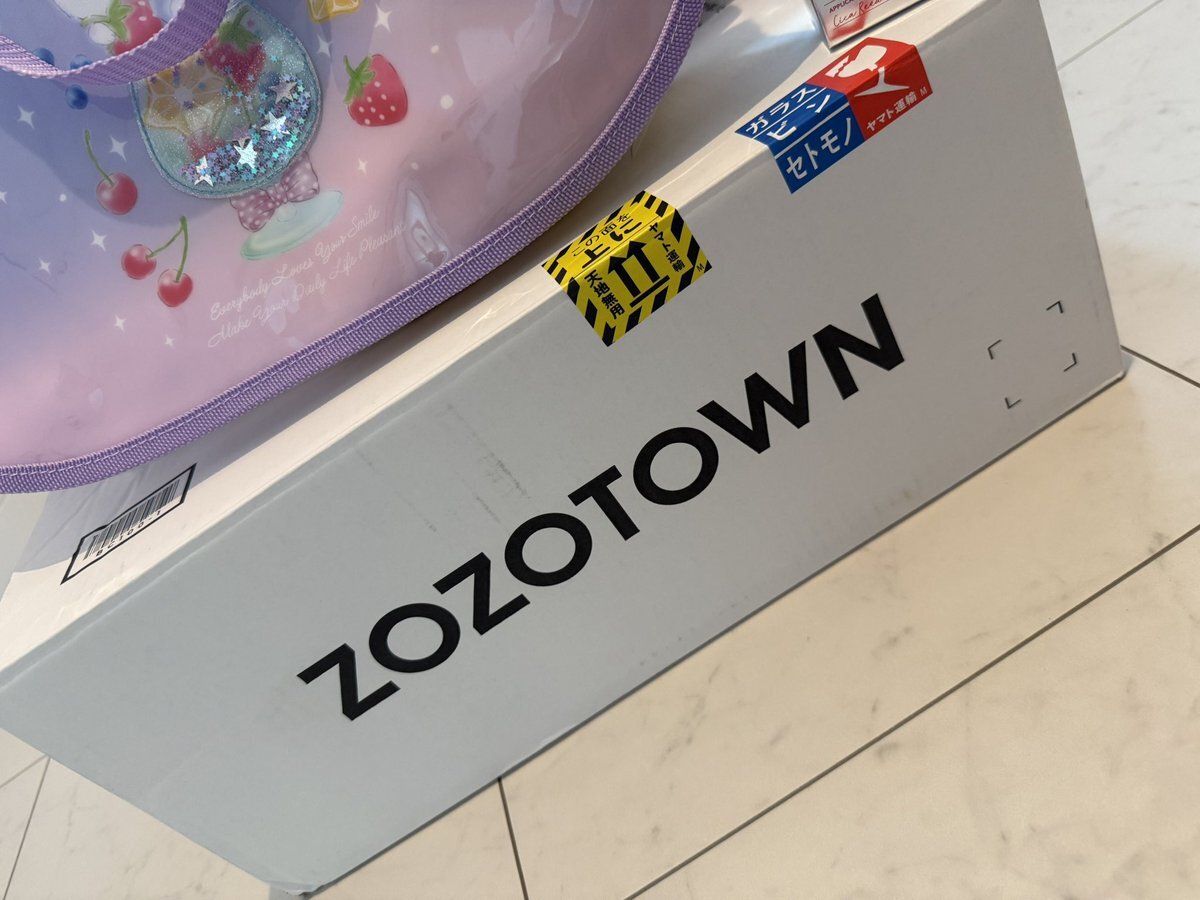 Everybody Loves Your Smile
Make Your Daily Life Pleasant
この面を
上に
天地無用
ヤマト運輸
M
ガラス
ビン
セトモノ
ヤマト運輸 M
ZOZOTOWN